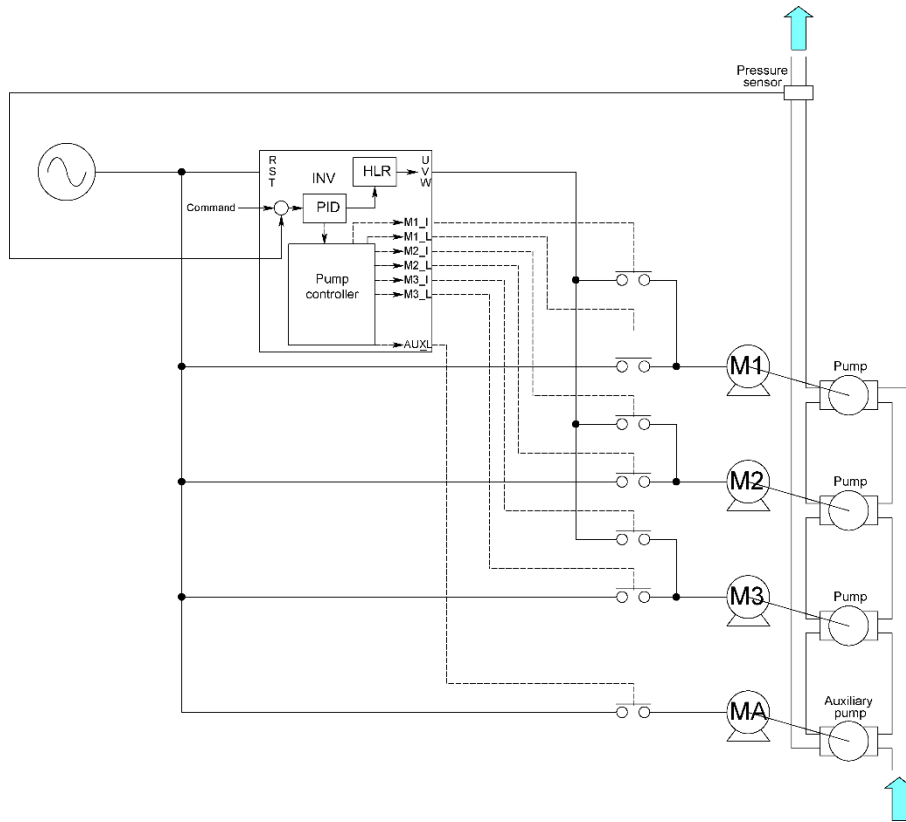 Pressure
sensor
R
S
T
INV
HLR
U
V
W
Command
PID
M1_I
M1_L
M2_I
M2_L
M3_I
M3_L
Pump
controller
AUX_L
M1
Pump
M2
Pump
M3
Pump
MA
Auxiliary
pump